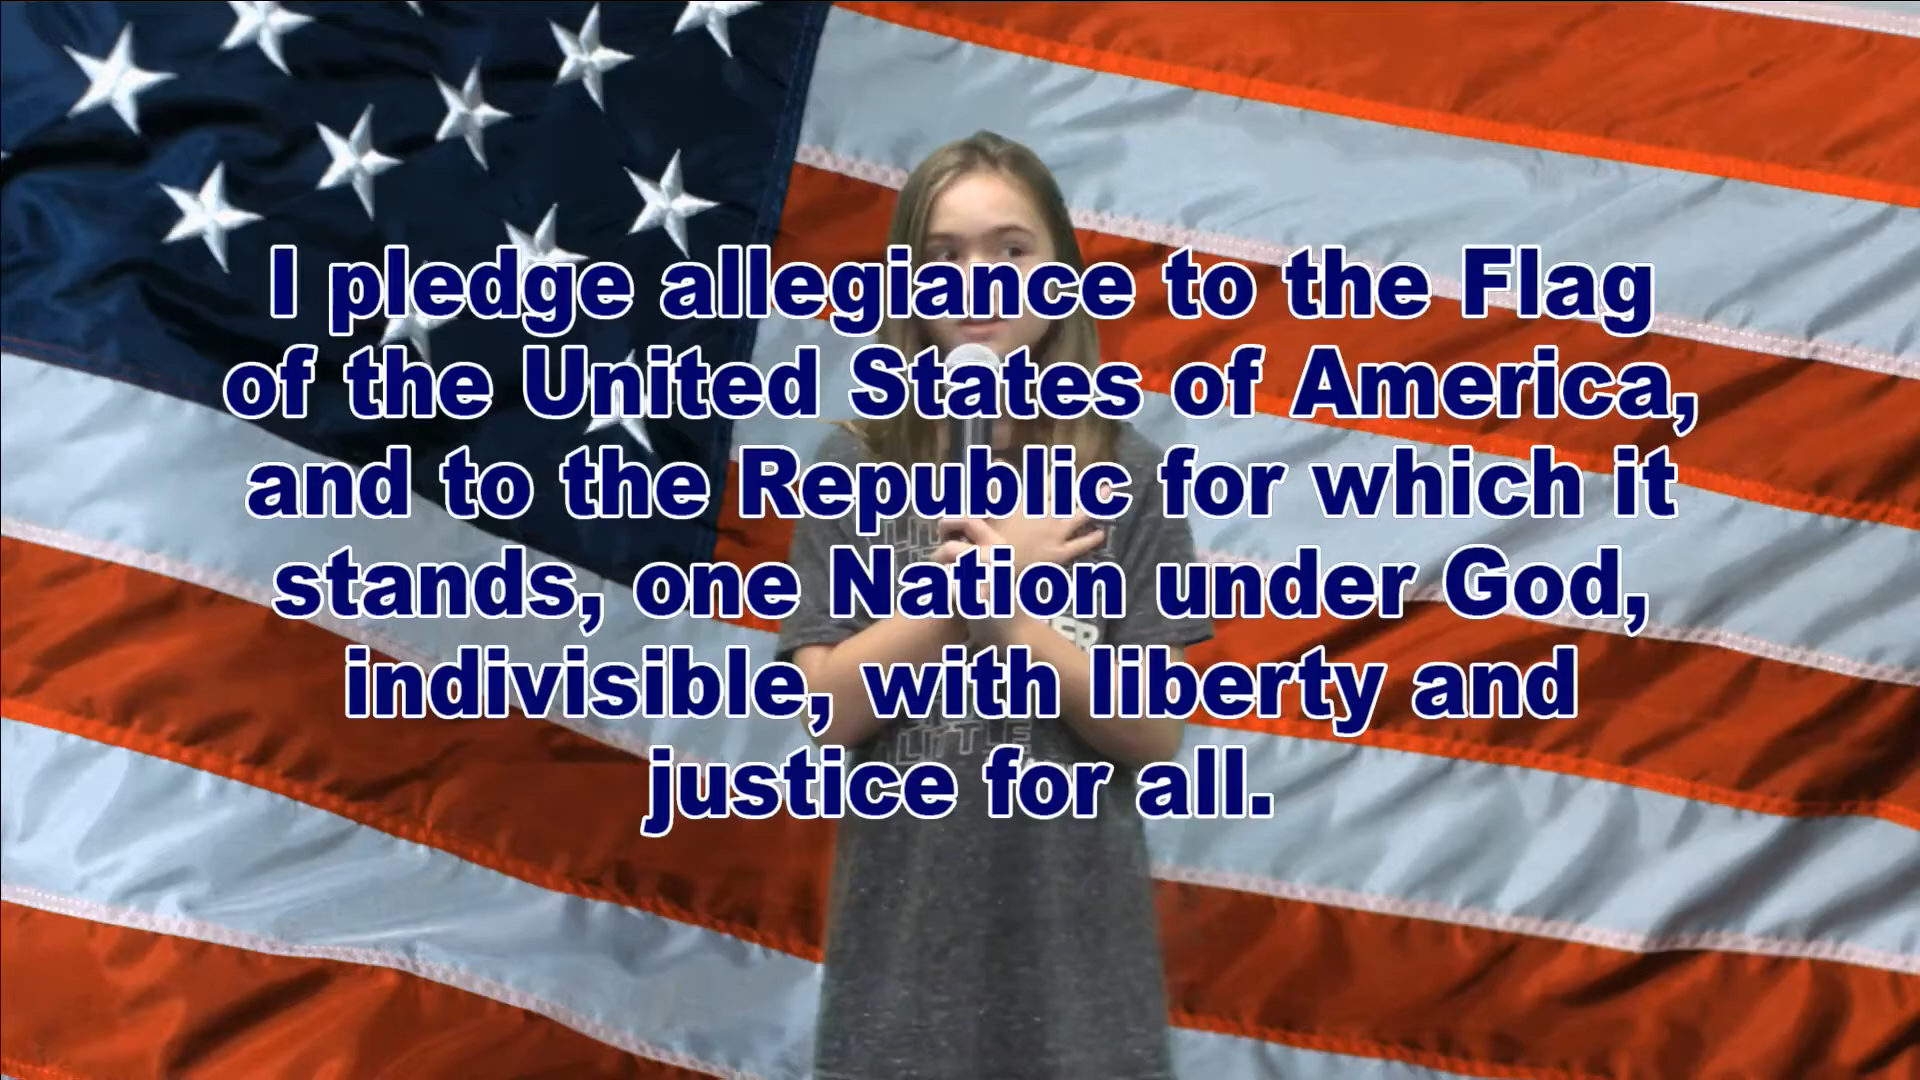 I pledge allegiance to the Flag
of the United States of America,
and to the Republic for which it
stands, one Nation under God,
indivisible, with liberty and
justice for all.
LITTLE